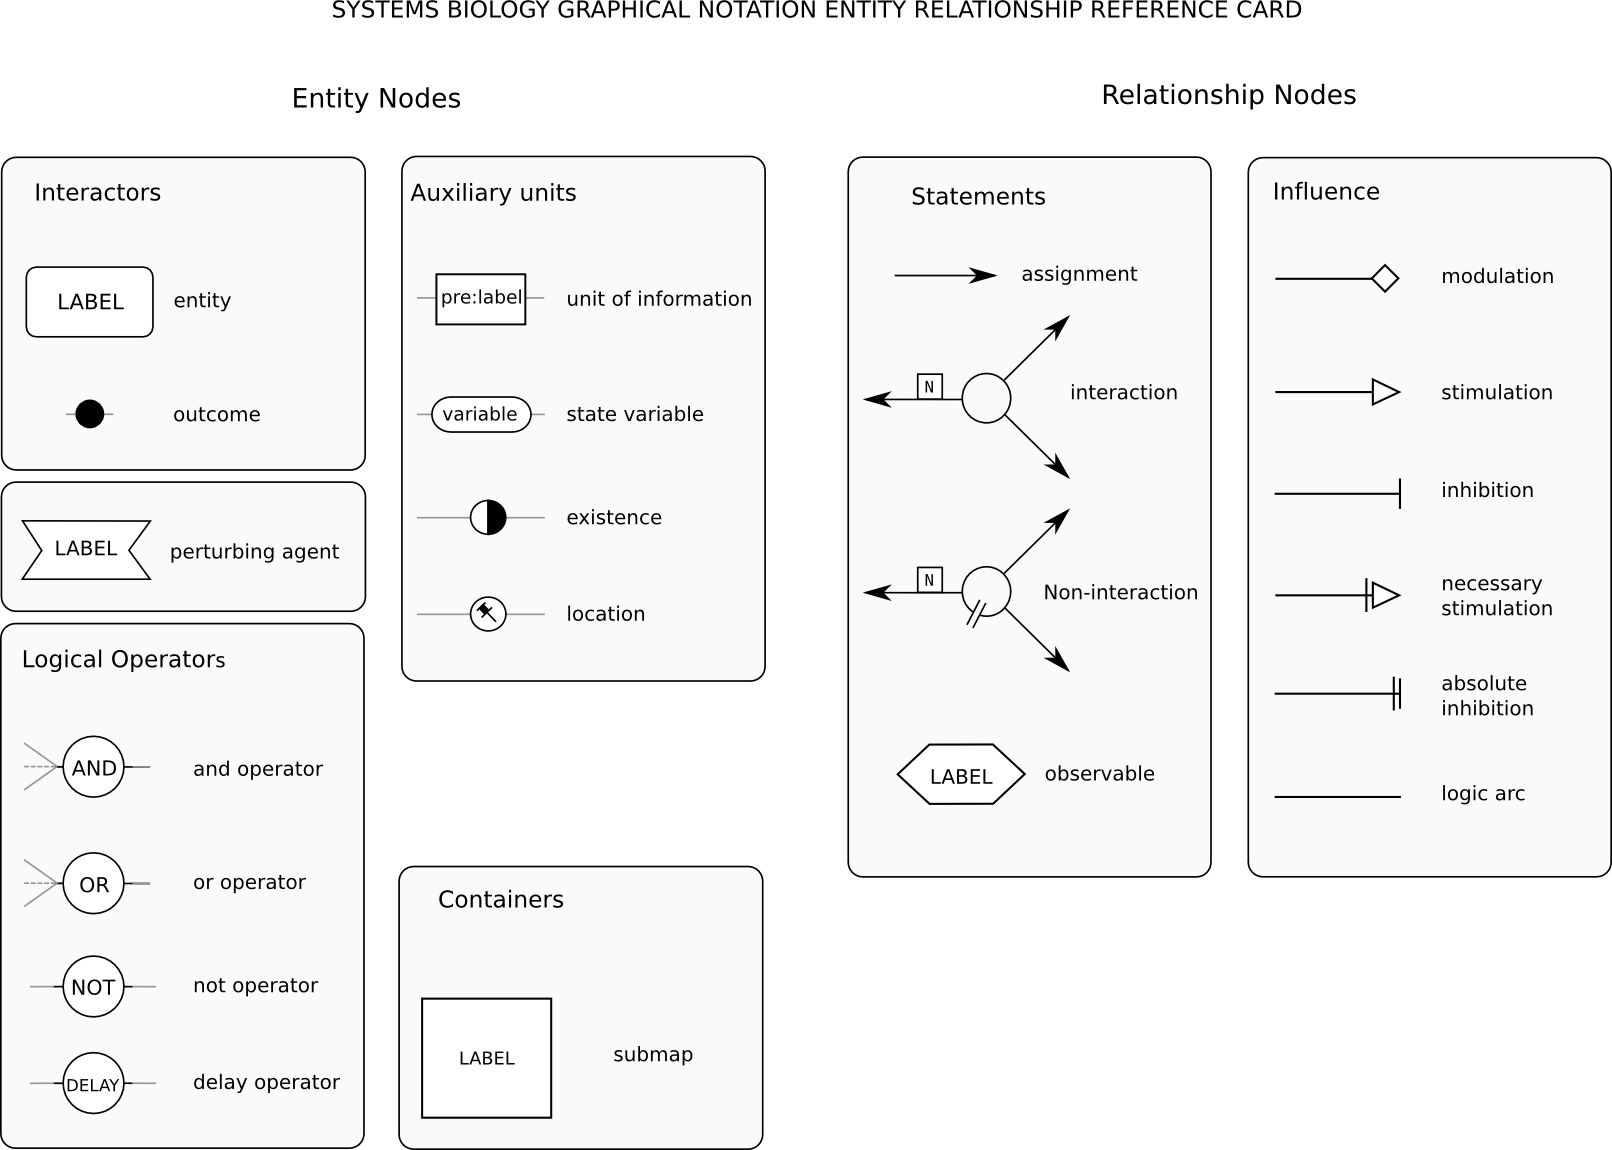 SYSTEMS BIOLOGY GRAPHICAL NOTATION ENTITY RELATIONSHIP REFERENCE CARD
Entity Nodes
Interactors
LABEL
entity
outcome
LABEL
perturbing agent
Logical Operators
AND
and operator
OR
or operator
NOT
not operator
DELAY
delay operator
Auxiliary units
pre:label
unit of information
variable
state variable
existence
location
Containers
LABEL
submap
Relationship Nodes
Statements
assignment
N
interaction
N
Non-interaction
LABEL
observable
Influence
modulation
stimulation
inhibition
necessary
stimulation
absolute
inhibition
logic arc